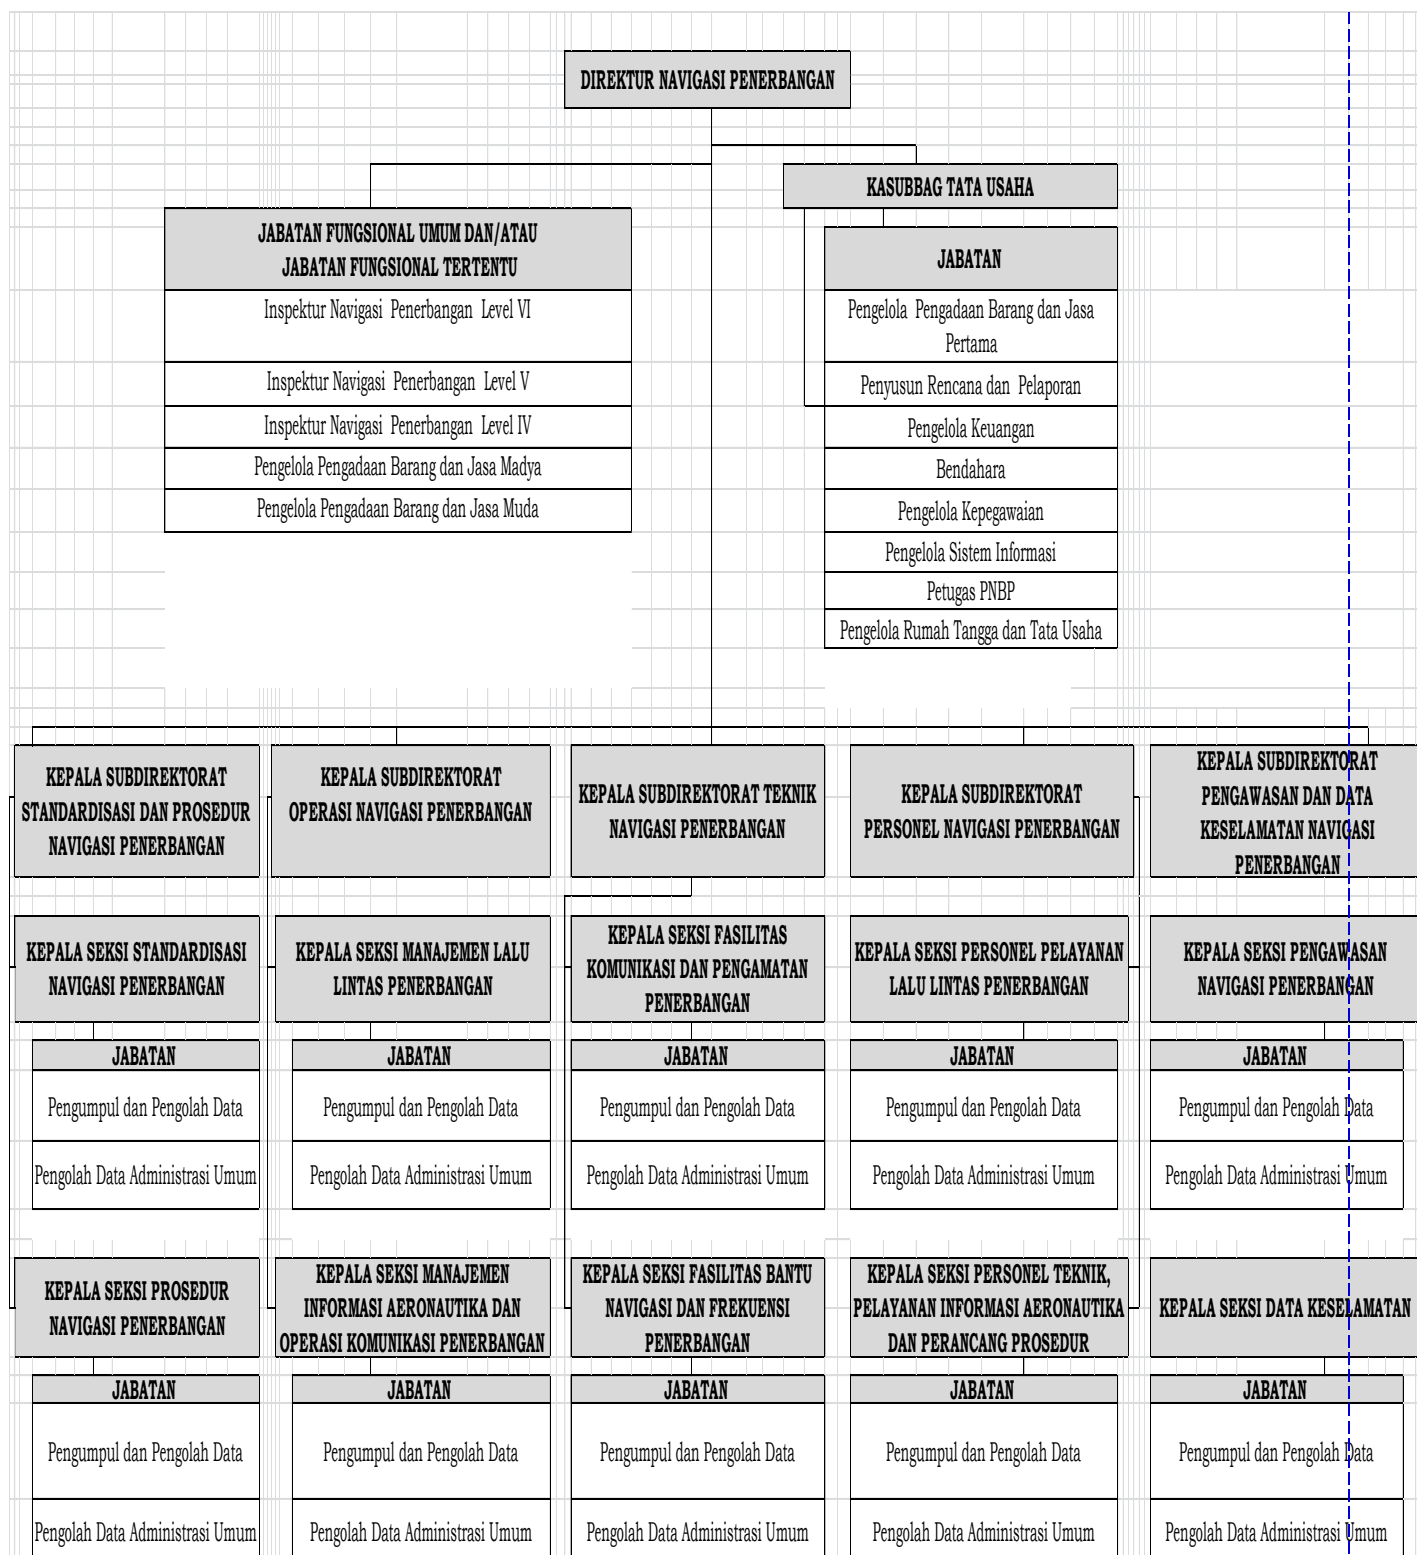 DIREKTUR NAVIGASI PENERBANGAN
KASUBBAG TATA USAHA
JABATAN FUNGSIONAL UMUM DAN/ATAU
JABATAN FUNGSIONAL TERTENTU
Inspektur Navigasi Penerbangan Level VI
Inspektur Navigasi Penerbangan Level V
Inspektur Navigasi Penerbangan Level IV
Pengelola Pengadaan Barang dan Jasa Madya
Pengelola Pengadaan Barang dan Jasa Muda
JABATAN
Pengelola Pengadaan Barang dan Jasa
Pertama
Penyusun Rencana dan Pelaporan
Pengelola Keuangan
Bendahara
Pengelola Kepegawaian
Pengelola Sistem Informasi
Petugas PNBP
Pengelola Rumah Tangga dan Tata Usaha
KEPALA SUBDIREKTORAT
STANDARDISASI DAN PROSEDUR
NAVIGASI PENERBANGAN
KEPALA SUBDIREKTORAT
OPERASI NAVIGASI PENERBANGAN
KEPALA SUBDIREKTORAT TEKNIK
NAVIGASI PENERBANGAN
KEPALA SUBDIREKTORAT
PERSONEL NAVIGASI PENERBANGAN
KEPALA SUBDIREKTORAT
PENGAWASAN DAN DATA
KESELAMATAN NAVIGASI
PENERBANGAN
KEPALA SEKSI STANDARDISASI
NAVIGASI PENERBANGAN
KEPALA SEKSI MANAJEMEN LALU
LINTAS PENERBANGAN
KEPALA SEKSI FASILITAS
KOMUNIKASI DAN PENGAMATAN
PENERBANGAN
KEPALA SEKSI PERSONEL PELAYANAN
LALU LINTAS PENERBANGAN
KEPALA SEKSI PENGAWASAN
NAVIGASI PENERBANGAN
JABATAN
JABATAN
JABATAN
JABATAN
JABATAN
Pengumpul dan Pengolah Data
Pengumpul dan Pengolah Data
Pengumpul dan Pengolah Data
Pengumpul dan Pengolah Data
Pengumpul dan Pengolah Data
Pengolah Data Administrasi Umum
Pengolah Data Administrasi Umum
Pengolah Data Administrasi Umum
Pengolah Data Administrasi Umum
Pengolah Data Administrasi Umum
KEPALA SEKSI PROSEDUR
NAVIGASI PENERBANGAN
KEPALA SEKSI MANAJEMEN
INFORMASI AERONAUTIKA DAN
OPERASI KOMUNIKASI PENERBANGAN
KEPALA SEKSI FASILITAS BANTU
NAVIGASI DAN FREKUENSI
PENERBANGAN
KEPALA SEKSI PERSONEL TEKNIK,
PELAYANAN INFORMASI AERONAUTIKA
DAN PERANCANG PROSEDUR
KEPALA SEKSI DATA KESELAMATAN
JABATAN
JABATAN
JABATAN
JABATAN
JABATAN
Pengumpul dan Pengolah Data
Pengumpul dan Pengolah Data
Pengumpul dan Pengolah Data
Pengumpul dan Pengolah Data
Pengumpul dan Pengolah Data
Pengolah Data Administrasi Umum
Pengolah Data Administrasi Umum
Pengolah Data Administrasi Umum
Pengolah Data Administrasi Umum
Pengolah Data Administrasi Umum